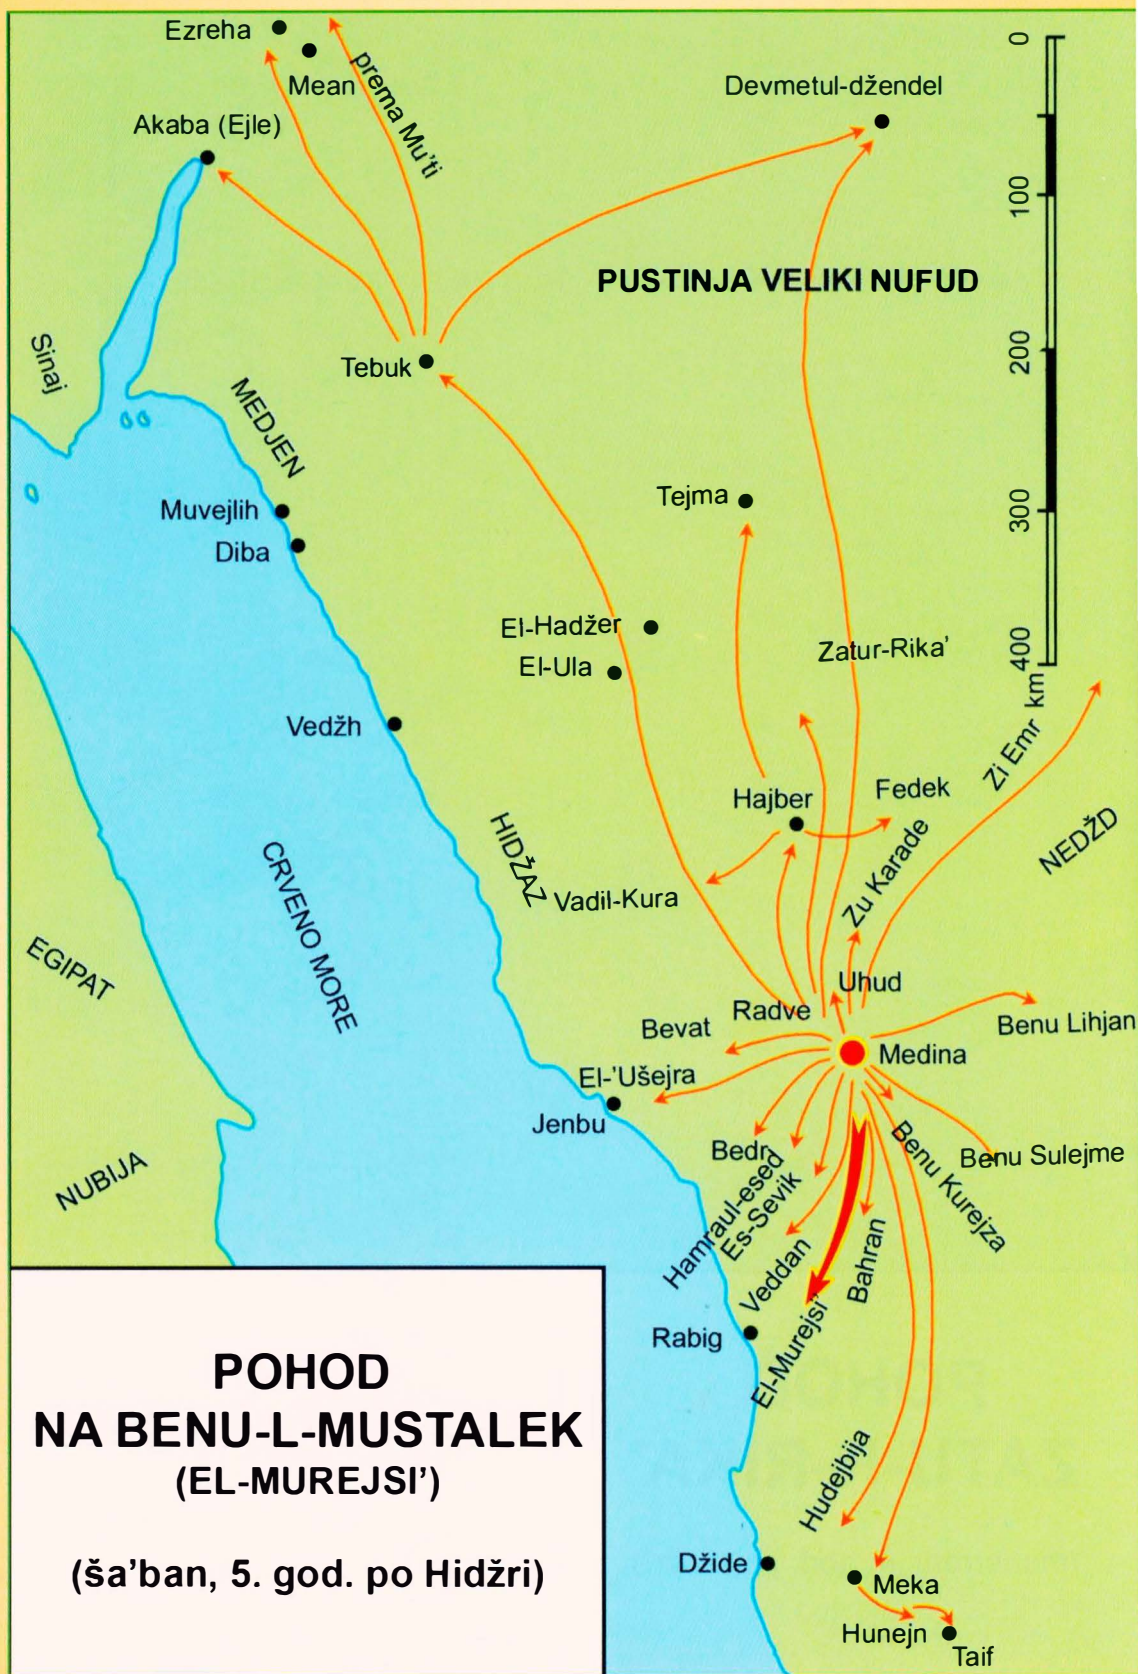 Ezreha
Mean
prema Mu'ti
Devmetul-džendel
Akaba (Ejle)
0
100
200
300
400
km
PUSTINJA VELIKI NUFUD
Sinaj
Tebuk
MEDJEN
Muvejlih
Diba
Tejma
El-Hadžer
El-Ula
Zatur-Rika'
Vedžh
Zi Emr
Hajber
Fedek
NEDŽD
HIDŽAZ
Vadil-Kura
Zu Karade
CRVENO MORE
EGIPAT
Uhud
Radve
Bevat
Benu Lihjan
Medina
El-'Ušejra
Jenbu
Bedr
Benu Sulejme
Benu Kurejza
NUBIJA
Hamraul-esed
Es-Sevik
Veddan
Bahran
El-Murejsi'
Rabig
Hudejbija
Džide
Meka
Hunejn
Taif
POHOD
NA BENU-L-MUSTALEK
(EL-MUREJSI')
(ša'ban, 5. god. po Hidžri)